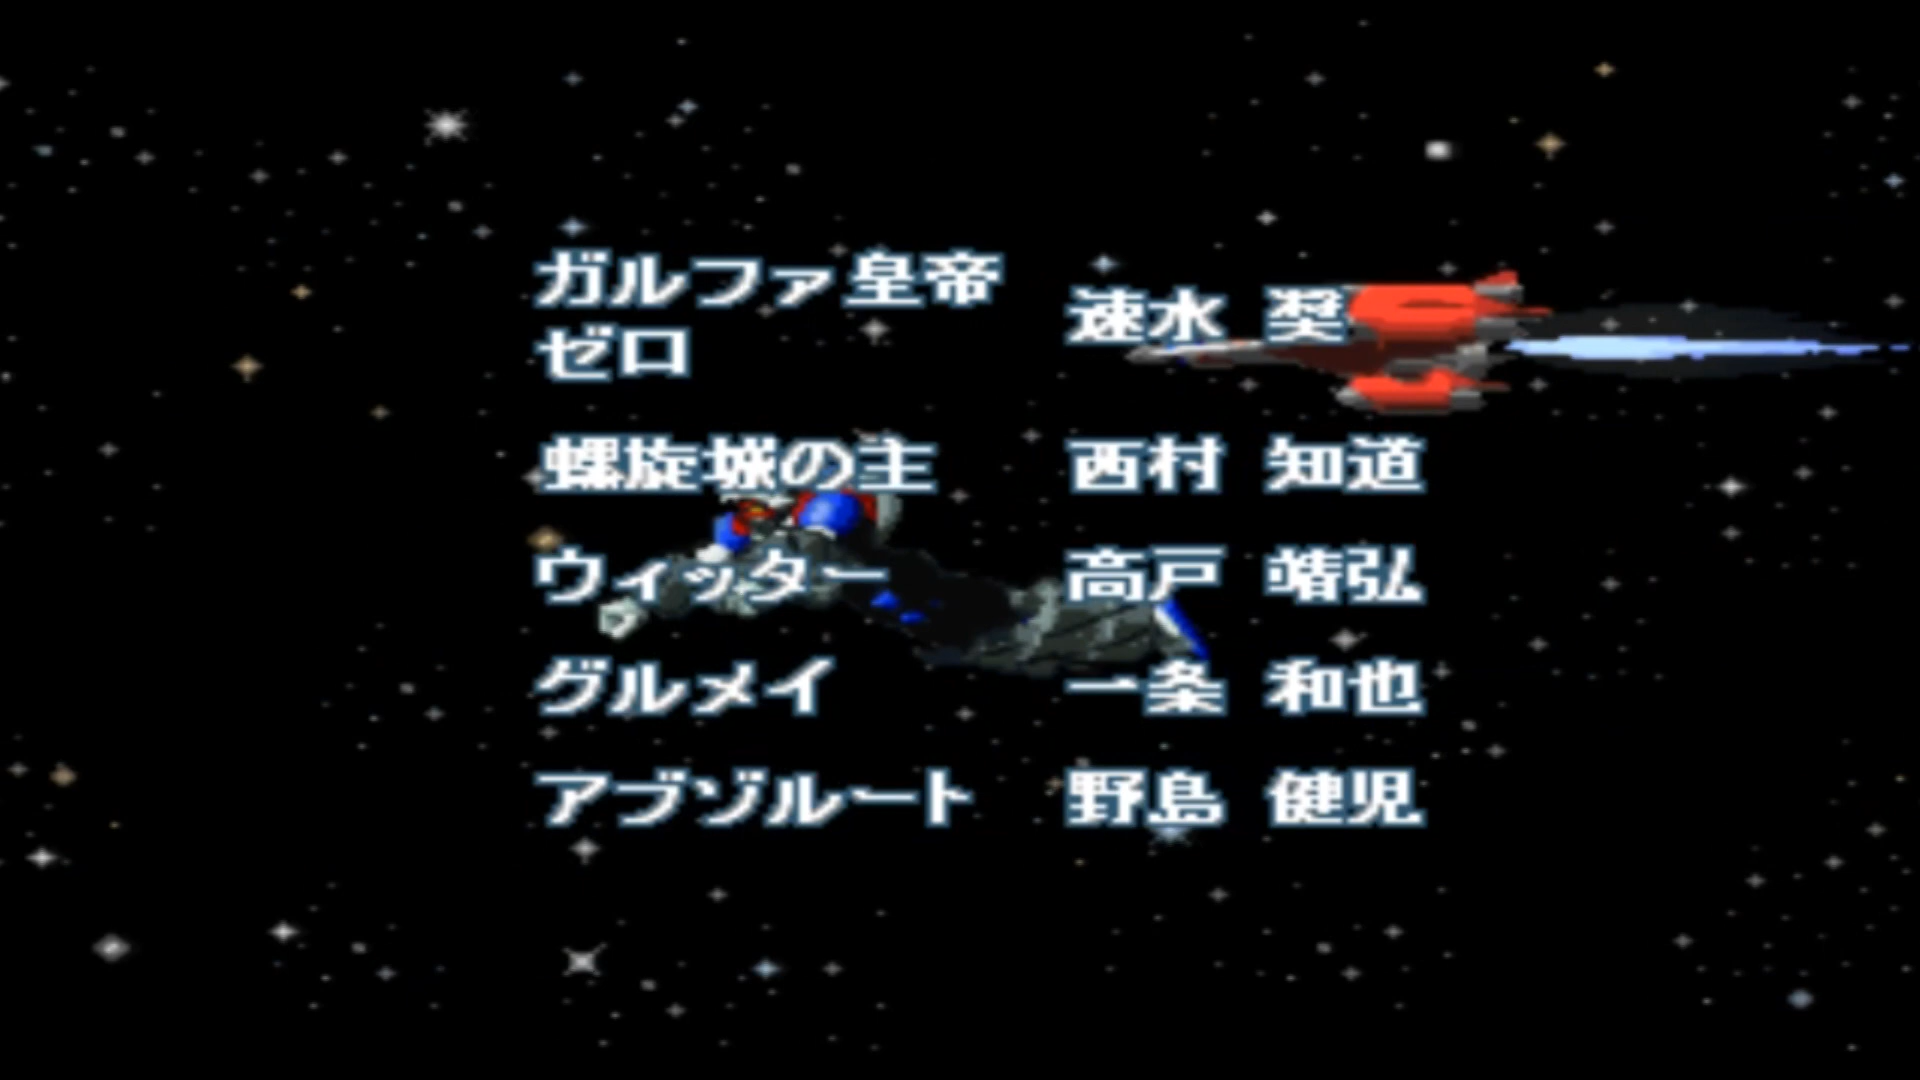 ガルファ皇帝
ゼロ 速水 奨
螺旋城の主 西村 知道
ウィッター 高戸 靖弘
グルメイ 一条 和也
アブゾルート 野島 健児